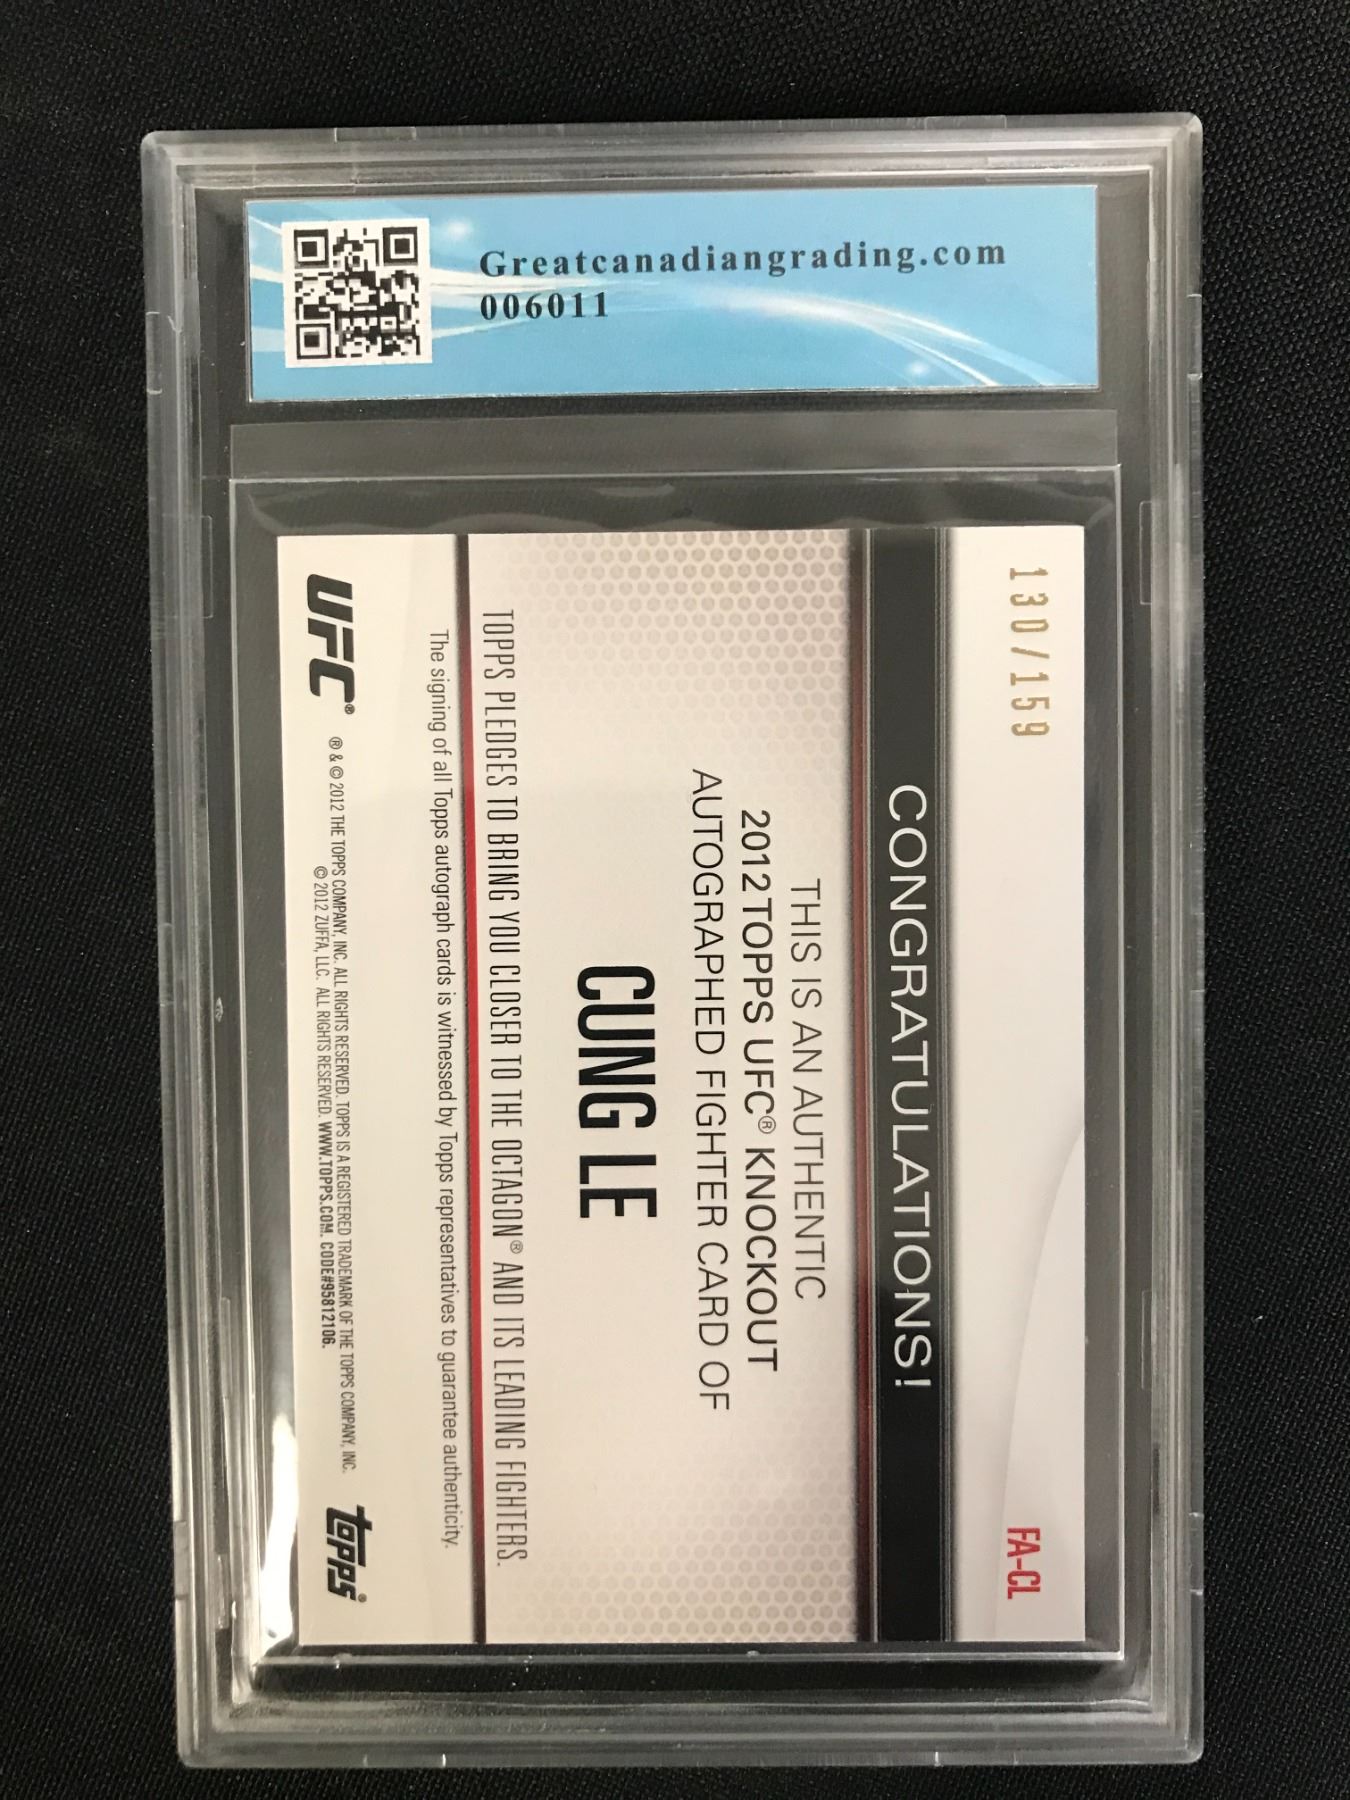 Greatcanadiangrading.com
006011
130/159
FA-CL
CONGRATULATIONS!
THIS IS AN AUTHENTIC
2012 TOPPS UFC® KNOCKOUT
AUTOGRAPHED FIGHTER CARD OF
CUNG LE
TOPPS PLEDGES TO BRING YOU CLOSER TO THE OCTAGON® AND ITS LEADING FIGHTERS.
The signing of all Topps autograph cards is witnessed by Topps representatives to guarantee authenticity.
UFC®
® & © 2012 THE TOPPS COMPANY, INC. ALL RIGHTS RESERVED. TOPPS IS A REGISTERED TRADEMARK OF THE TOPPS COMPANY, INC.
© 2012 ZUFFA, LLC. ALL RIGHTS RESERVED. WWW.TOPPS.COM. CODE#95812106.
topps®